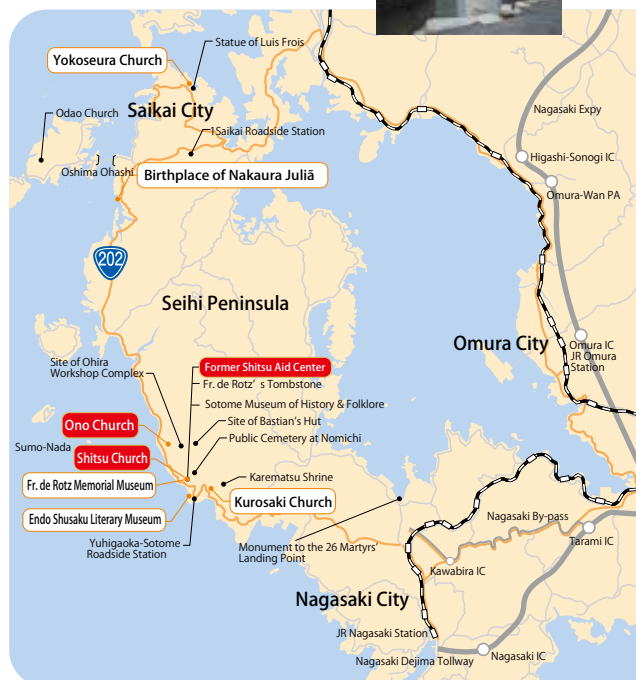 Statue of Luis Frois
Yokoseura Church
Saikai City
Nagasaki Expy
Odao Church
1Saikai Roadside Station
Higashi-Sonogi IC
Oshima Ohashi
Birthplace of Nakaura Juliã
Omura-Wan PA
202
Seihi Peninsula
Omura City
Omura IC
JR Omura
Station
Site of Ohira
Workshop Complex
Former Shitsu Aid Center
Fr. de Rotz's Tombstone
Sotome Museum of History & Folklore
Ono Church
Site of Bastian's Hut
Public Cemetery at Nomichi
Sumo-Nada
Shitsu Church
Karematsu Shrine
Fr. de Rotz Memorial Museum
Kurosaki Church
Endo Shusaku Literary Museum
Nagasaki By-pass
Tarami IC
Yuhigaoka-Sotome
Roadside Station
Monument to the 26 Martyrs'
Landing Point
Kawabira IC
Nagasaki City
JR Nagasaki Station
Nagasaki IC
Nagasaki Dejima Tollway